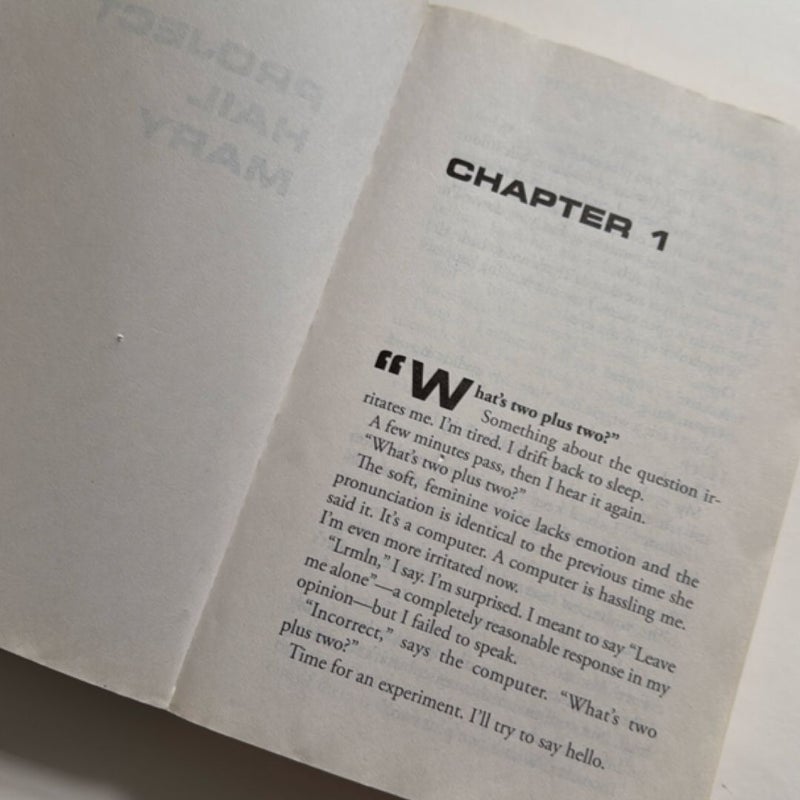 PROJECT
HAIL
MARY
CHAPTER 1
“What’s two plus two?”
Something about the question ir-
ritates me. I’m tired. I drift back to sleep.
A few minutes pass, then I hear it again.
“What’s two plus two?”
The soft, feminine voice lacks emotion and the
pronunciation is identical to the previous time she
said it. It’s a computer. A computer is hassling me.
I’m even more irritated now.
“Lrmln,” I say. I’m surprised. I meant to say “Leave
me alone”—a completely reasonable response in my
opinion—but I failed to speak.
“Incorrect,” says the computer. “What’s two
plus two?”
Time for an experiment. I’ll try to say hello.